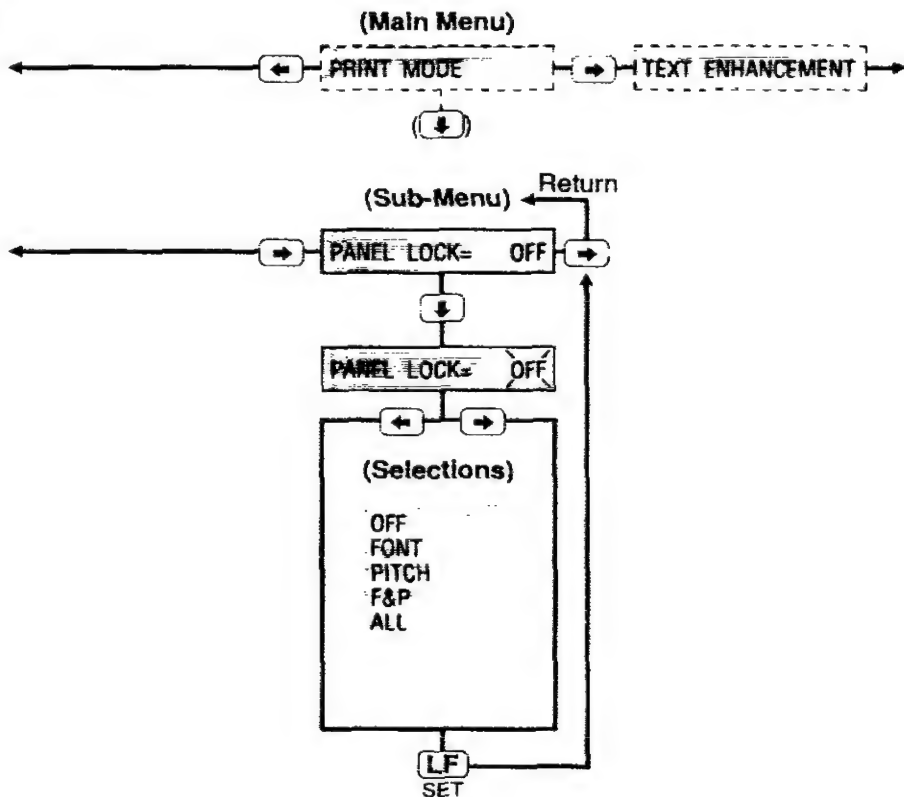 (Main Menu)
PRINT MODE TEXT ENHANCEMENT
(Sub-Menu) Return
PANEL LOCK= OFF
PANEL LOCK= OFF
(Selections)
OFF
FONT
PITCH
F&P
ALL
LF
SET